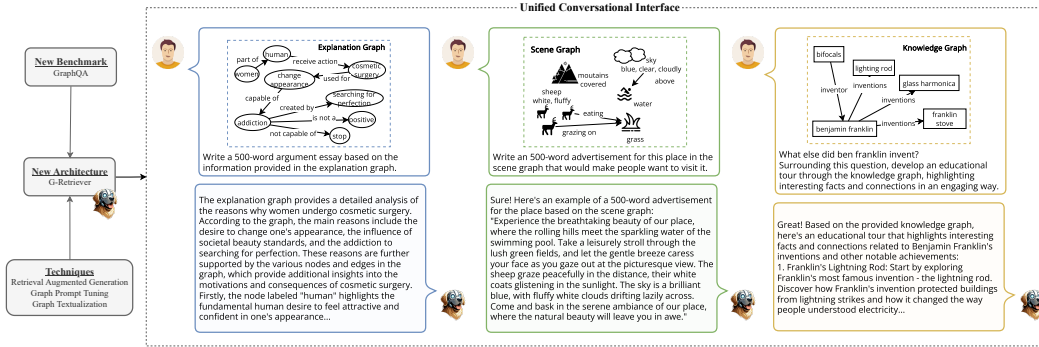 Unified Conversational Interface
New Benchmark
GraphQA
New Architecture
G-Retriever
Techniques
Retrieval Augmented Generation
Graph Prompt Tuning
Graph Textualization
Explanation Graph
human
part of
women
receive action
cosmetic
surgery
change
appearance
used for
capable of
searching for
perfection
created by
addiction
is not a
positive
not capable of
stop
Write a 500-word argument essay based on the
information provided in the explanation graph.
The explanation graph provides a detailed analysis of
the reasons why women undergo cosmetic surgery.
According to the graph, the main reasons include the
desire to change one's appearance, the influence of
societal beauty standards, and the addiction to
searching for perfection. These reasons are further
supported by the various nodes and edges in the
graph, which provide additional insights into the
motivations and consequences of cosmetic surgery.
Firstly, the node labeled "human" highlights the
fundamental human desire to feel attractive and
confident in one's appearance...
Scene Graph
sky
blue, clear, cloudly
moutains
covered
above
sheep
white, fluffy
water
eating
grazing on
grass
Write an 500-word advertisement for this place in the
scene graph that would make people want to visit it.
Sure! Here's an example of a 500-word advertisement
for the place based on the scene graph:
"Experience the breathtaking beauty of our place,
where the rolling hills meet the sparkling water of the
swimming pool. Take a leisurely stroll through the
lush green fields, and let the gentle breeze caress
your face as you gaze out at the picturesque view. The
sheep graze peacefully in the distance, their white
coats glistening in the sunlight. The sky is a brilliant
blue, with fluffy white clouds drifting lazily across.
Come and bask in the serene ambiance of our place,
where the natural beauty will leave you in awe."
Knowledge Graph
bifocals
lighting rod
glass harmonica
inventions
inventor
inventions
franklin
stove
benjamin franklin
inventions
What else did ben franklin invent?
Surrounding this question, develop an educational
tour through the knowledge graph, highlighting
interesting facts and connections in an engaging way.
Great! Based on the provided knowledge graph,
here's an educational tour that highlights interesting
facts and connections related to Benjamin Franklin's
inventions and other notable achievements:
1. Franklin's Lightning Rod: Start by exploring
Franklin's most famous invention - the lightning rod.
Discover how Franklin's invention protected buildings
from lightning strikes and how it changed the way
people understood electricity...